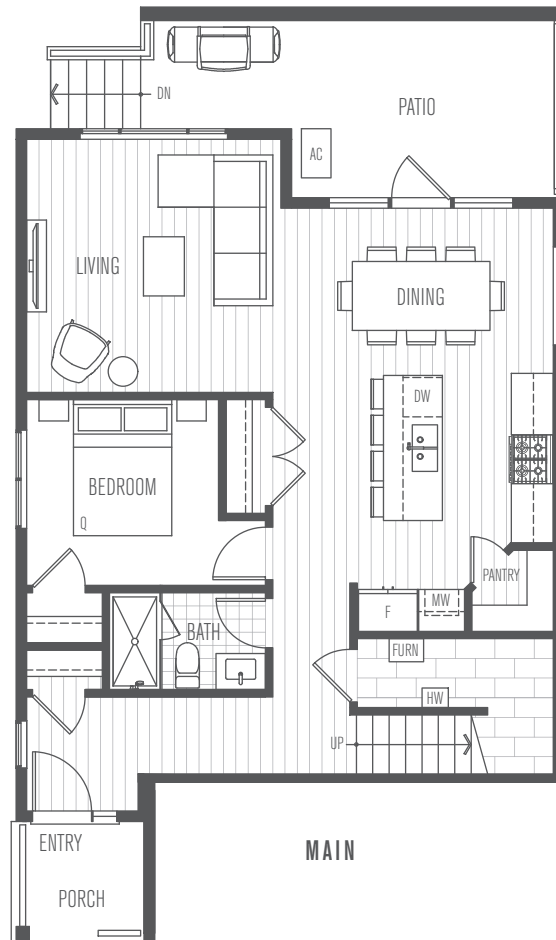 DN
PATIO
AC
LIVING
DINING
DW
BEDROOM
Q
PANTRY
F
MW
BATH
FURN
HW
UP
ENTRY
MAIN
PORCH